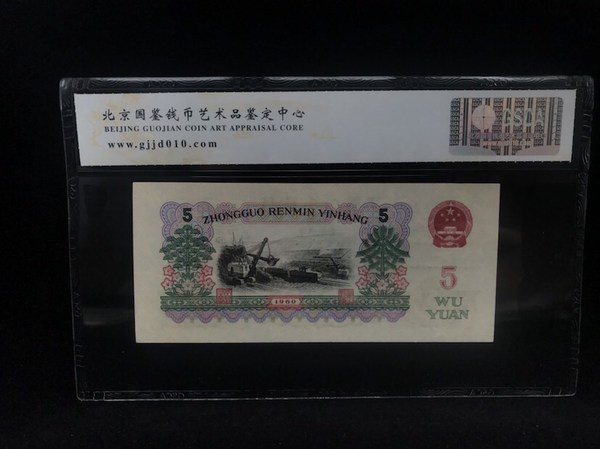 北京国鉴钱币艺术品鉴定中心
BEIJING GUOJIAN COIN ART APPRAISAL CORE
www.gjjd010.com
GSDA
5 ZHONGGUO RENMIN YINHANG 5
5
WU
YUAN
1960